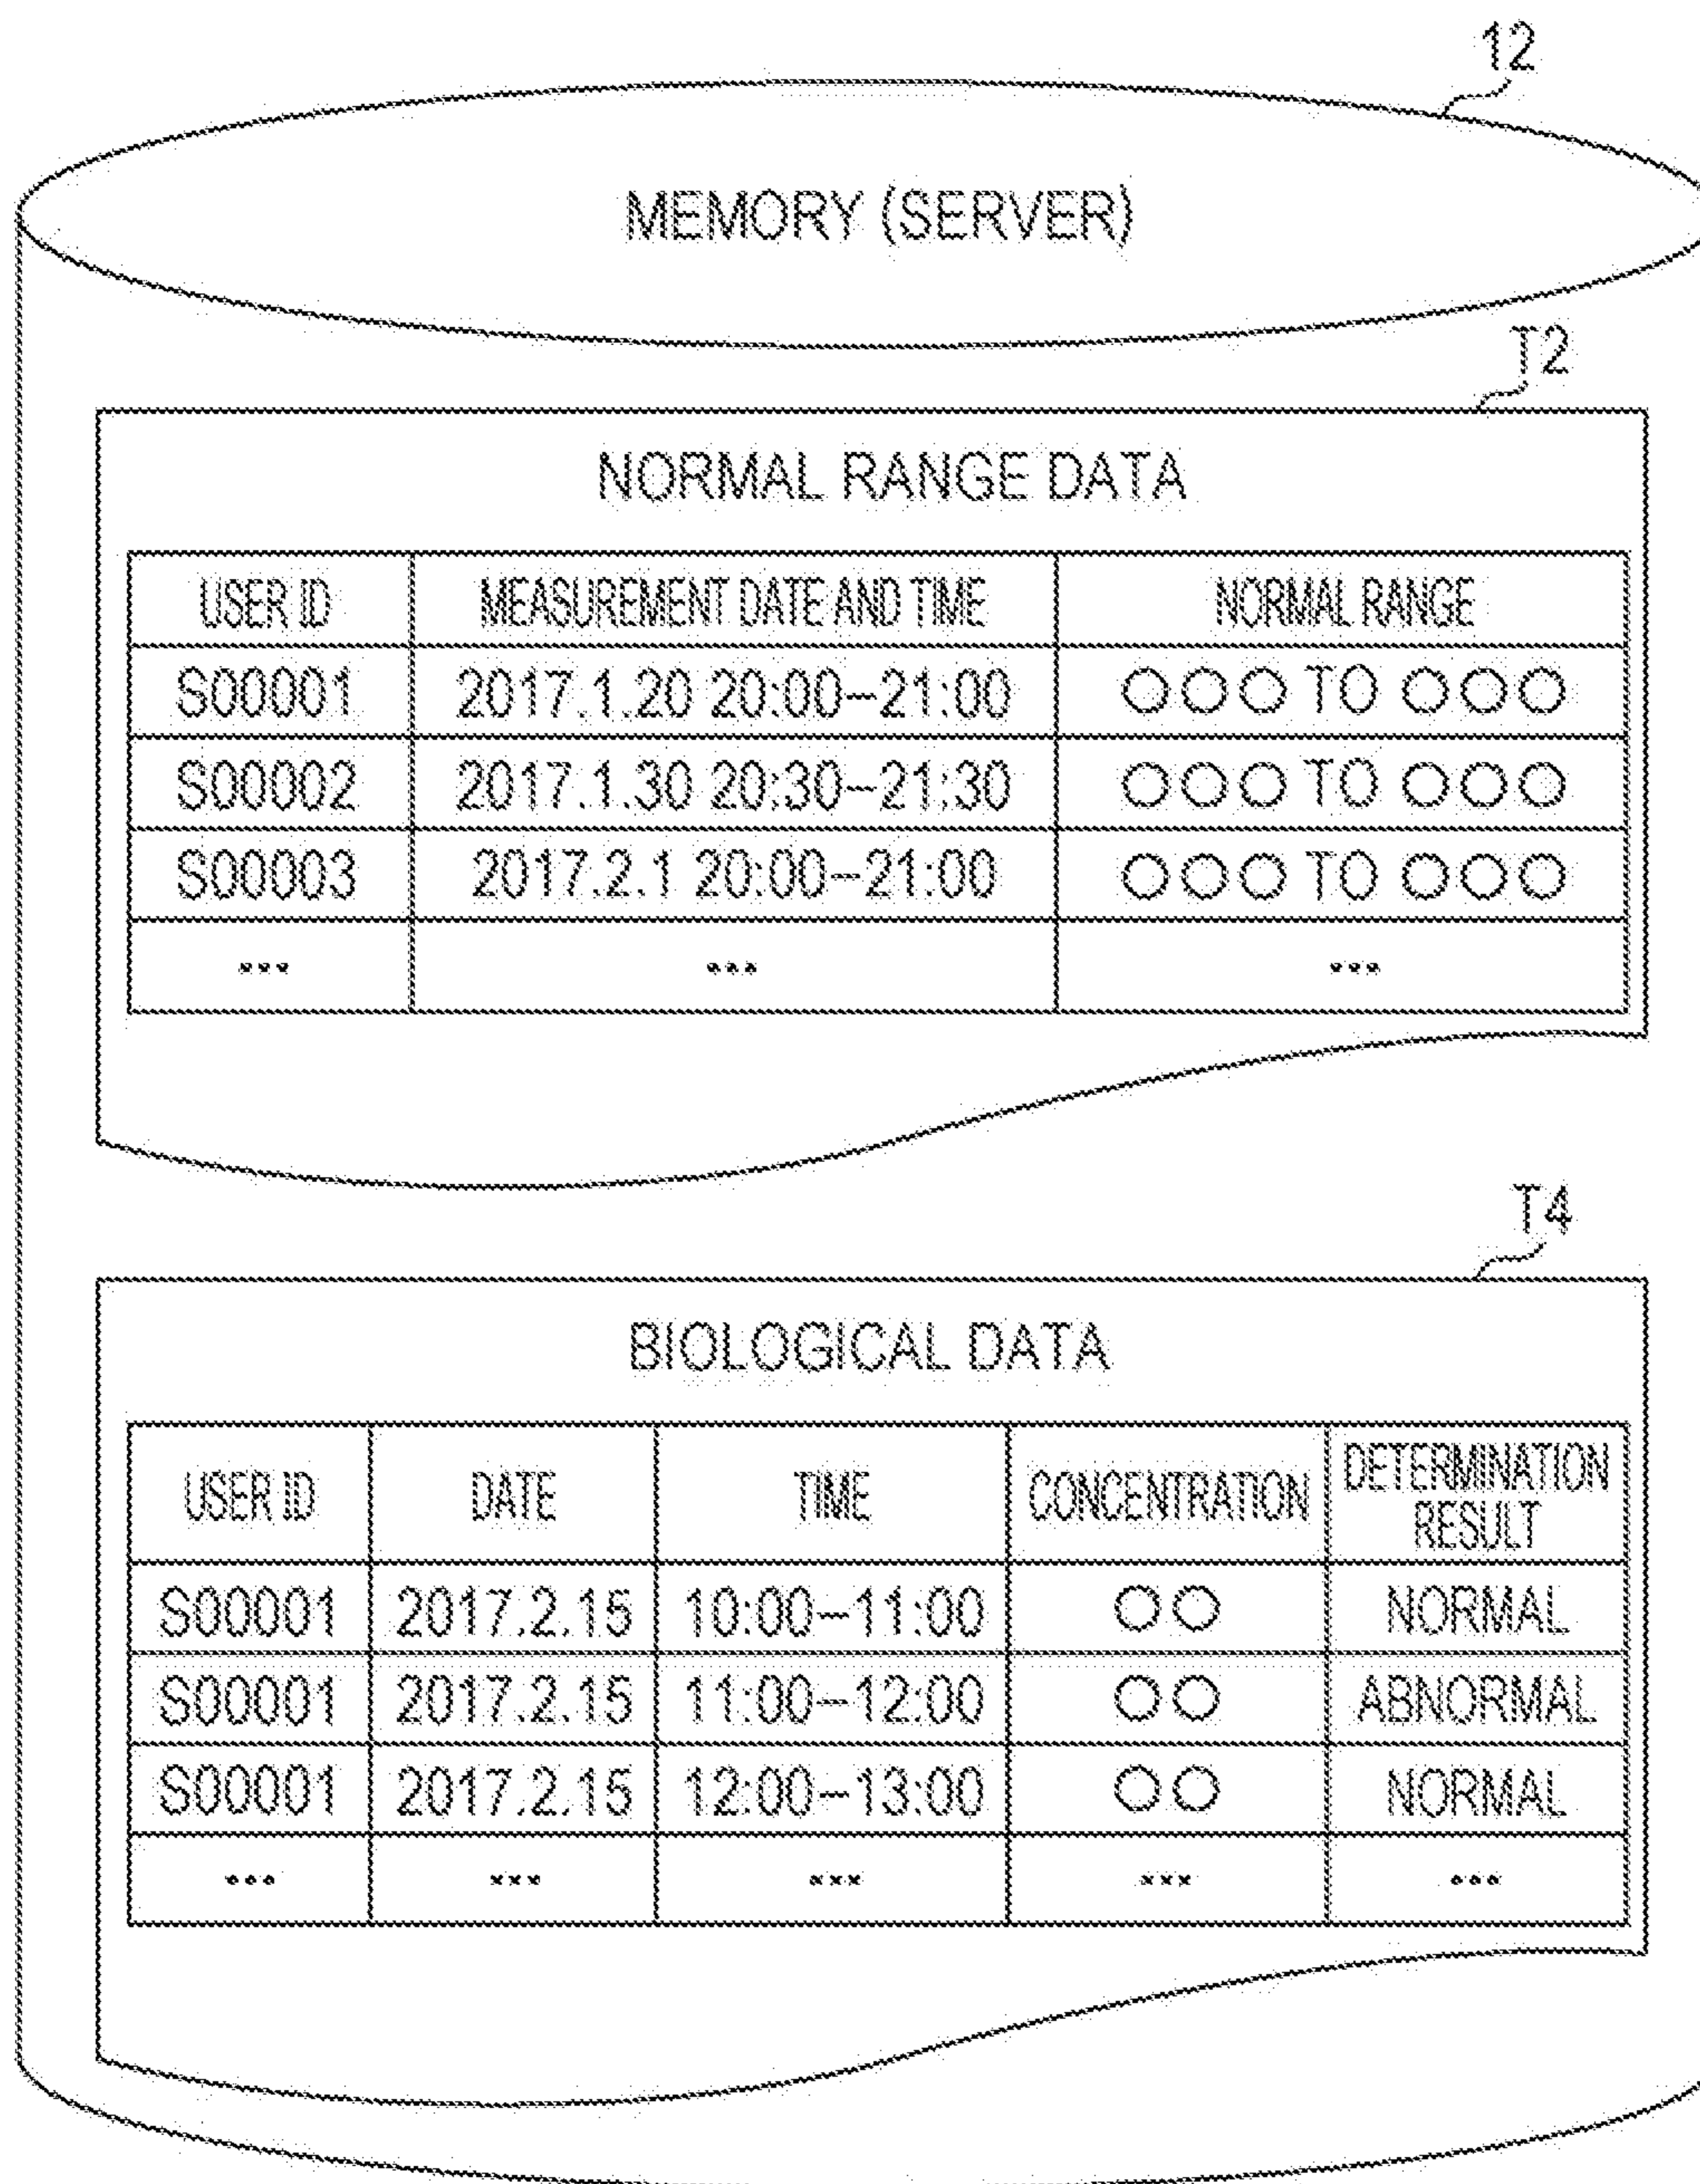 12
MEMORY (SERVER)
T2
NORMAL RANGE DATA
USER ID MEASUREMENT DATE AND TIME NORMAL RANGE
S00001 2017.1.20 20:00–21:00 ○○○ TO ○○○
S00002 2017.1.30 20:30–21:30 ○○○ TO ○○○
S00003 2017.2.1 20:00–21:00 ○○○ TO ○○○
... ... ...
T4
BIOLOGICAL DATA
USER ID DATE TIME CONCENTRATION DETERMINATION RESULT
S00001 2017.2.15 10:00–11:00 ○○ NORMAL
S00001 2017.2.15 11:00–12:00 ○○ ABNORMAL
S00001 2017.2.15 12:00–13:00 ○○ NORMAL
... ... ... ... ...